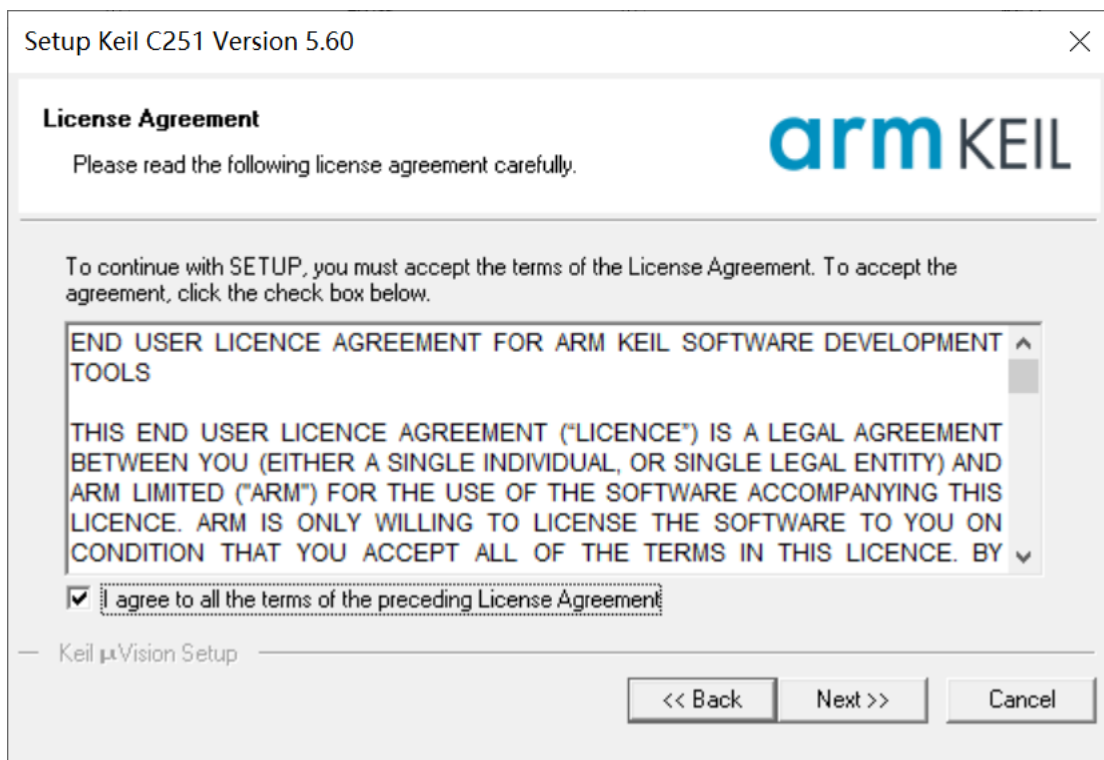 Setup Keil C251 Version 5.60
License Agreement
Please read the following license agreement carefully.
arm KEIL
To continue with SETUP, you must accept the terms of the License Agreement. To accept the
agreement, click the check box below.
END USER LICENCE AGREEMENT FOR ARM KEIL SOFTWARE DEVELOPMENT
TOOLS
THIS END USER LICENCE AGREEMENT (“LICENCE”) IS A LEGAL AGREEMENT
BETWEEN YOU (EITHER A SINGLE INDIVIDUAL, OR SINGLE LEGAL ENTITY) AND
ARM LIMITED ("ARM") FOR THE USE OF THE SOFTWARE ACCOMPANYING THIS
LICENCE. ARM IS ONLY WILLING TO LICENSE THE SOFTWARE TO YOU ON
CONDITION THAT YOU ACCEPT ALL OF THE TERMS IN THIS LICENCE. BY
I agree to all the terms of the preceding License Agreement
Keil µVision Setup
<< Back Next >> Cancel